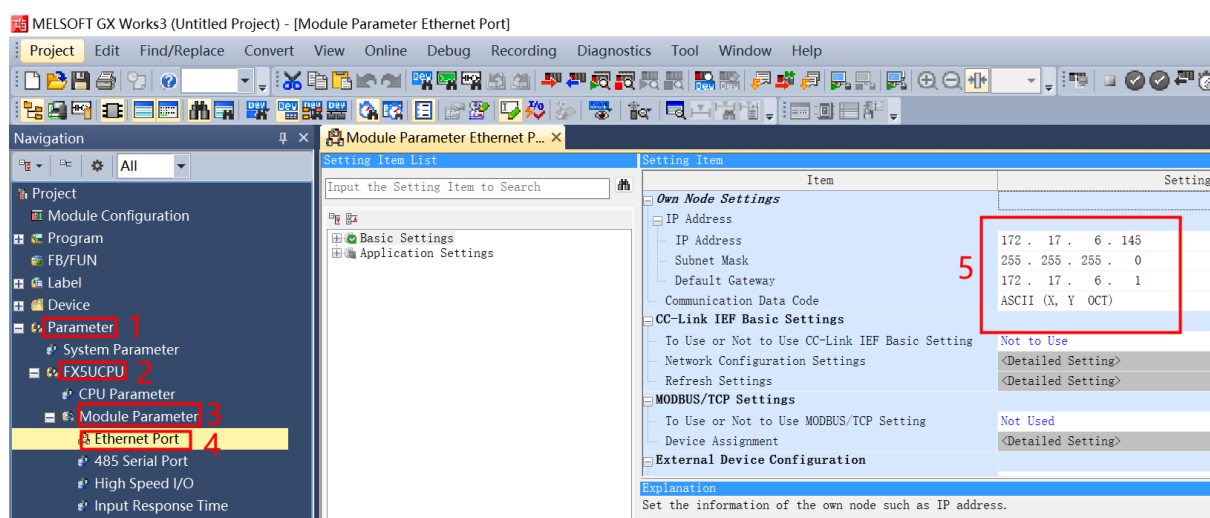 MELSOFT GX Works3 (Untitled Project) - [Module Parameter Ethernet Port]
Project Edit Find/Replace Convert View Online Debug Recording Diagnostics Tool Window Help
Navigation
Module Parameter Ethernet P...
All
Project
Module Configuration
Program
FB/FUN
Label
Device
Parameter 1
System Parameter
FX5UCPU 2
CPU Parameter
Module Parameter 3
Ethernet Port 4
485 Serial Port
High Speed I/O
Input Response Time
Setting Item List
Input the Setting Item to Search
Basic Settings
Application Settings
Setting Item
Item Setting
Own Node Settings
IP Address
IP Address 172 . 17 . 6 . 145
Subnet Mask 255 . 255 . 255 . 0
5
Default Gateway 172 . 17 . 6 . 1
Communication Data Code ASCII (X, Y OCT)
CC-Link IEF Basic Settings
To Use or Not to Use CC-Link IEF Basic Setting Not to Use
Network Configuration Settings <Detailed Setting>
Refresh Settings <Detailed Setting>
MODBUS/TCP Settings
To Use or Not to Use MODBUS/TCP Setting Not Used
Device Assignment <Detailed Setting>
External Device Configuration
Explanation
Set the information of the own node such as IP address.